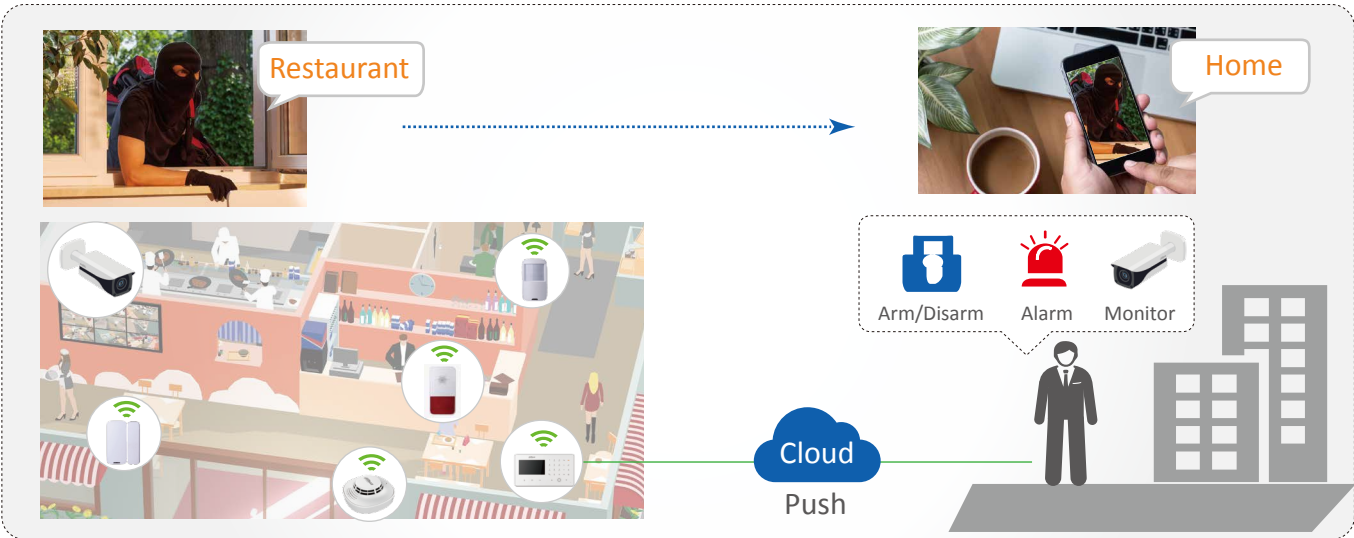 Restaurant
Home
Arm/Disarm
Alarm
Monitor
Cloud
Push